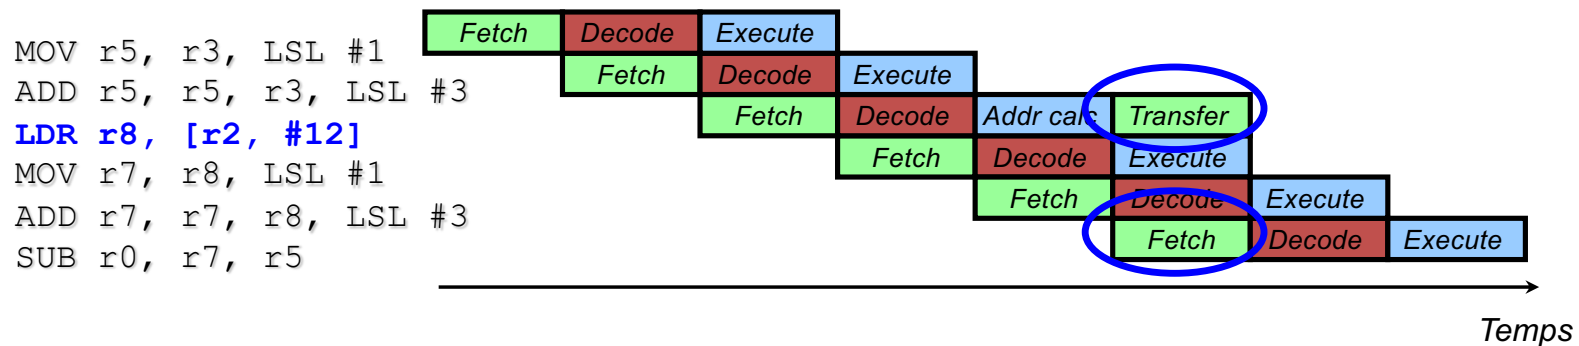 Fetch Decode Execute
MOV r5, r3, LSL #1
Fetch Decode Execute
ADD r5, r5, r3, LSL #3
Fetch Decode Addr calc Transfer
LDR r8, [r2, #12]
Fetch Decode Execute
MOV r7, r8, LSL #1
Fetch Decode Execute
ADD r7, r7, r8, LSL #3
Fetch Decode Execute
SUB r0, r7, r5
Temps